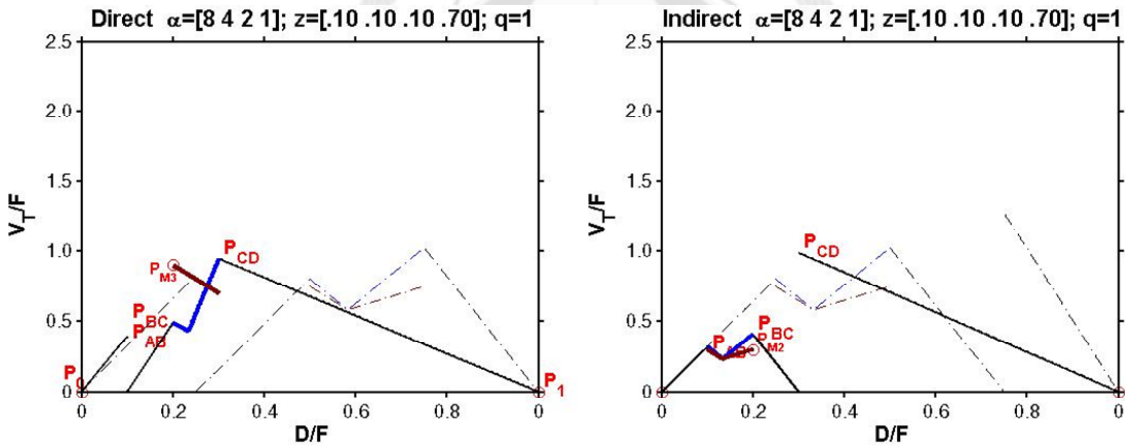 Direct α=[8 4 2 1]; z=[.10 .10 .10 .70]; q=1
2.5
2.0
1.5
1.0
0.5
0
V_T/F
P_CD
P_M3
P_BC
P_AB
P_1
0 0.2 0.4 0.6 0.8 0
D/F
Indirect α=[8 4 2 1]; z=[.10 .10 .10 .70]; q=1
2.5
2.0
1.5
1.0
0.5
0
V_T/F
P_CD
P_BC
P_AB
P_M2
0 0.2 0.4 0.6 0.8 0
D/F